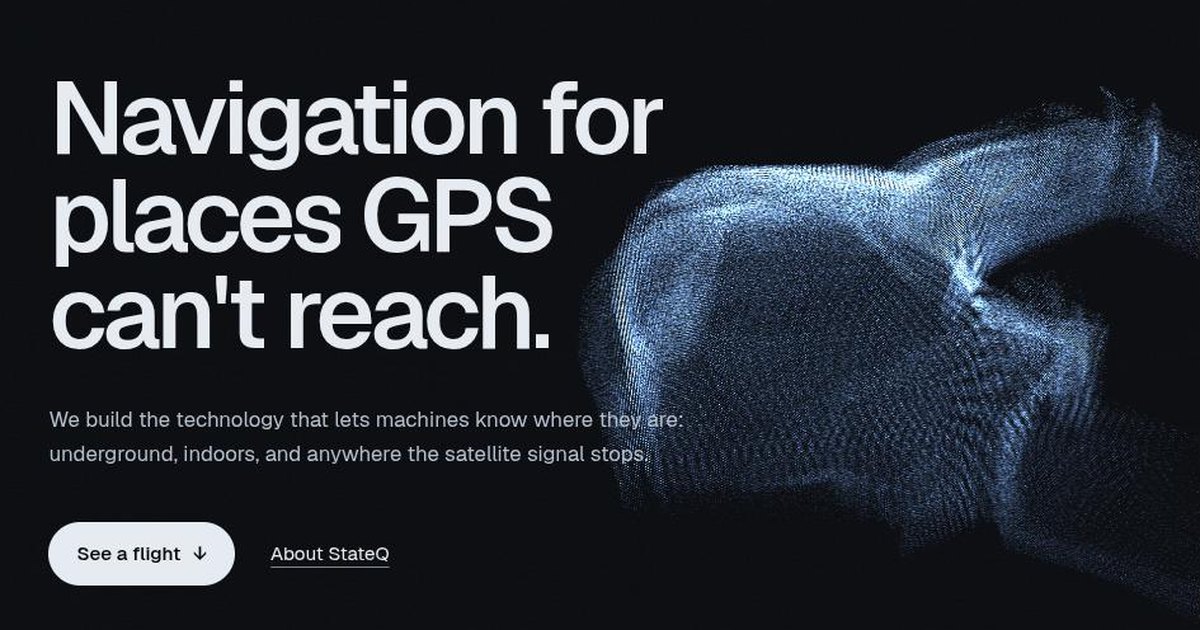 Navigation for
places GPS
can't reach.
We build the technology that lets machines know where they are:
underground, indoors, and anywhere the satellite signal stops.
See a flight ↓
About StateQ